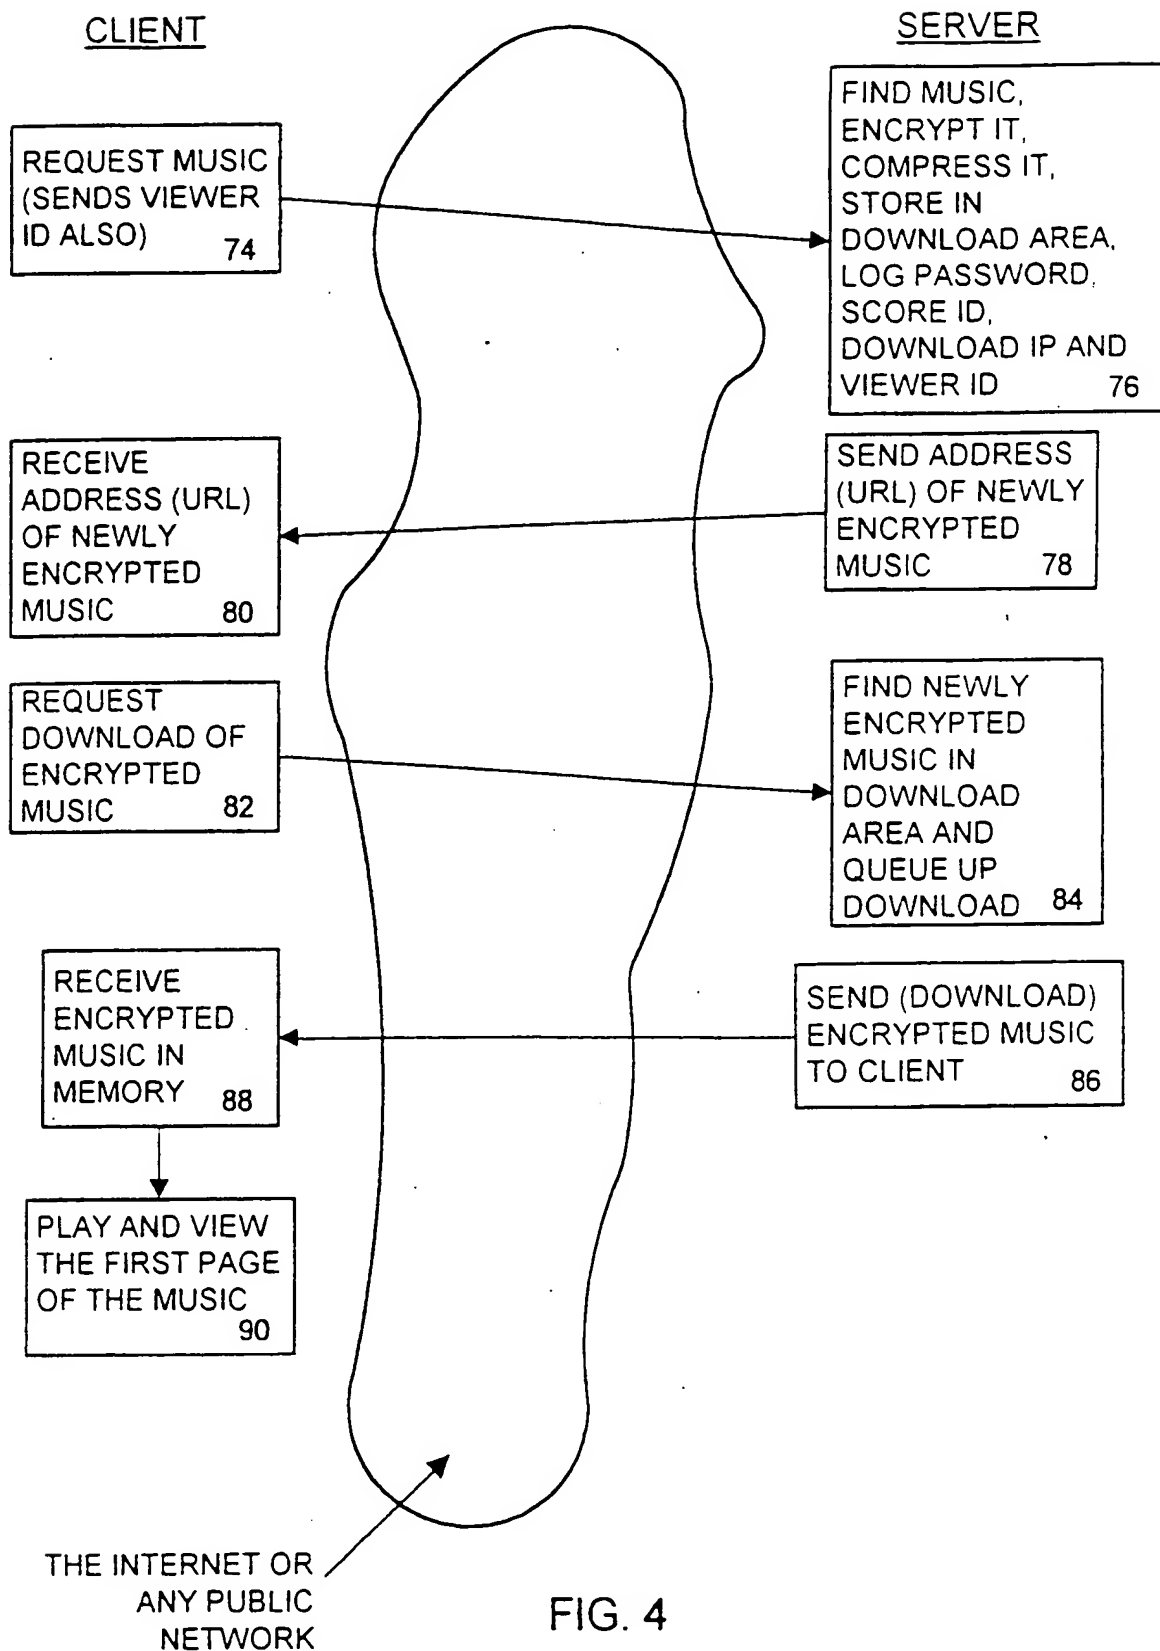 CLIENT
SERVER
REQUEST MUSIC
(SENDS VIEWER
ID ALSO)
74
FIND MUSIC,
ENCRYPT IT,
COMPRESS IT,
STORE IN
DOWNLOAD AREA,
LOG PASSWORD,
SCORE ID,
DOWNLOAD IP AND
VIEWER ID
76
SEND ADDRESS
(URL) OF NEWLY
ENCRYPTED
MUSIC
78
RECEIVE
ADDRESS (URL)
OF NEWLY
ENCRYPTED
MUSIC
80
REQUEST
DOWNLOAD OF
ENCRYPTED
MUSIC
82
FIND NEWLY
ENCRYPTED
MUSIC IN
DOWNLOAD
AREA AND
QUEUE UP
DOWNLOAD
84
SEND (DOWNLOAD)
ENCRYPTED MUSIC
TO CLIENT
86
RECEIVE
ENCRYPTED
MUSIC IN
MEMORY
88
PLAY AND VIEW
THE FIRST PAGE
OF THE MUSIC
90
THE INTERNET OR
ANY PUBLIC
NETWORK
FIG. 4